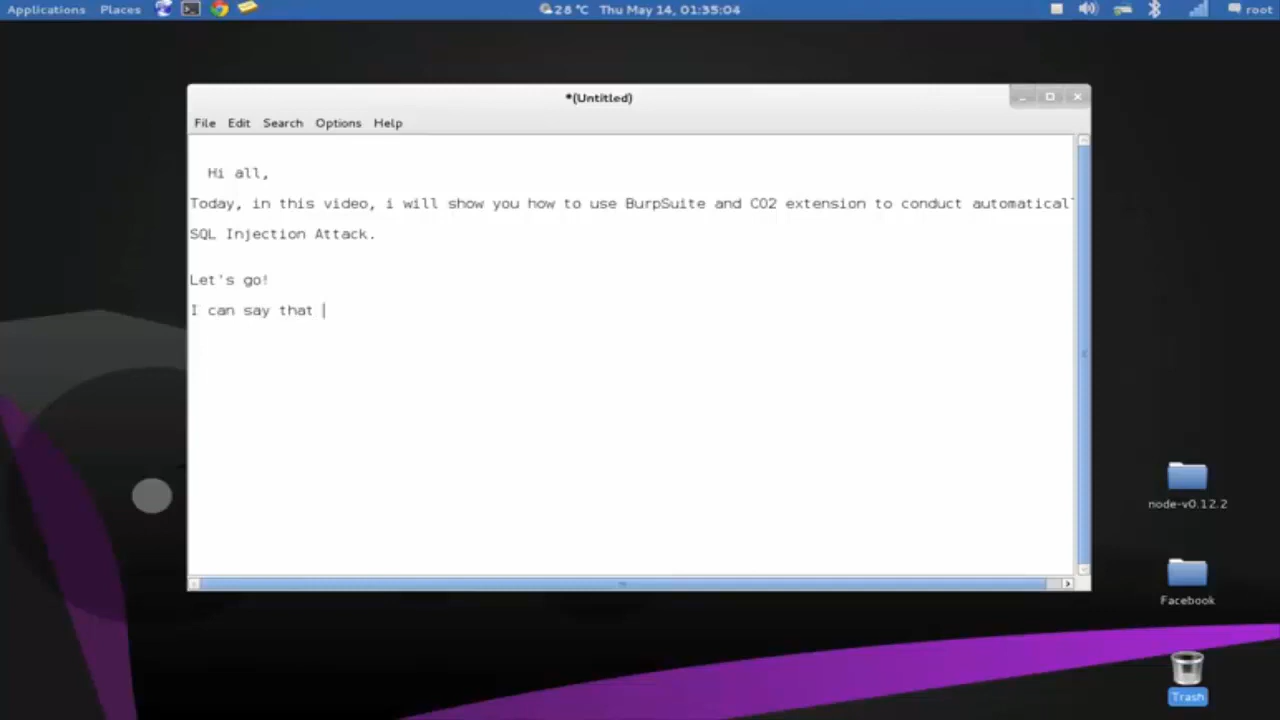 Applications Places 28 °C Thu May 14, 01:35:04 root
*(Untitled)
File Edit Search Options Help
Hi all,
Today, in this video, i will show you how to use BurpSuite and CO2 extension to conduct automatical
SQL Injection Attack.
Let's go!
I can say that
node-v0.12.2
Facebook
Trash